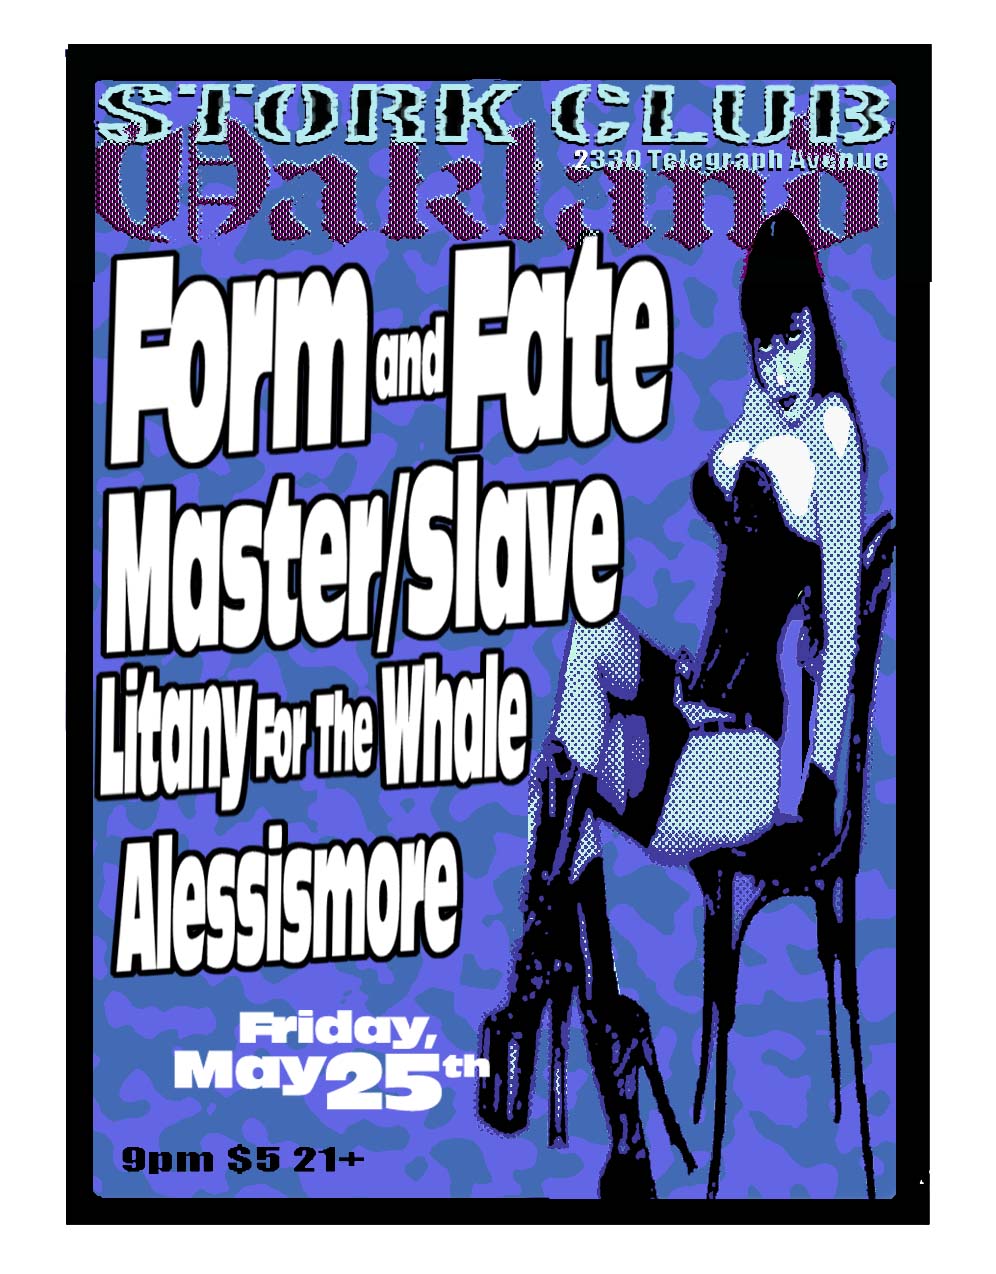 STORK CLUB
Oakland
2330 Telegraph Avenue
Form and Fate
Master/Slave
Litany For The Whale
Alessismore
Friday,
May 25th
9pm $5 21+